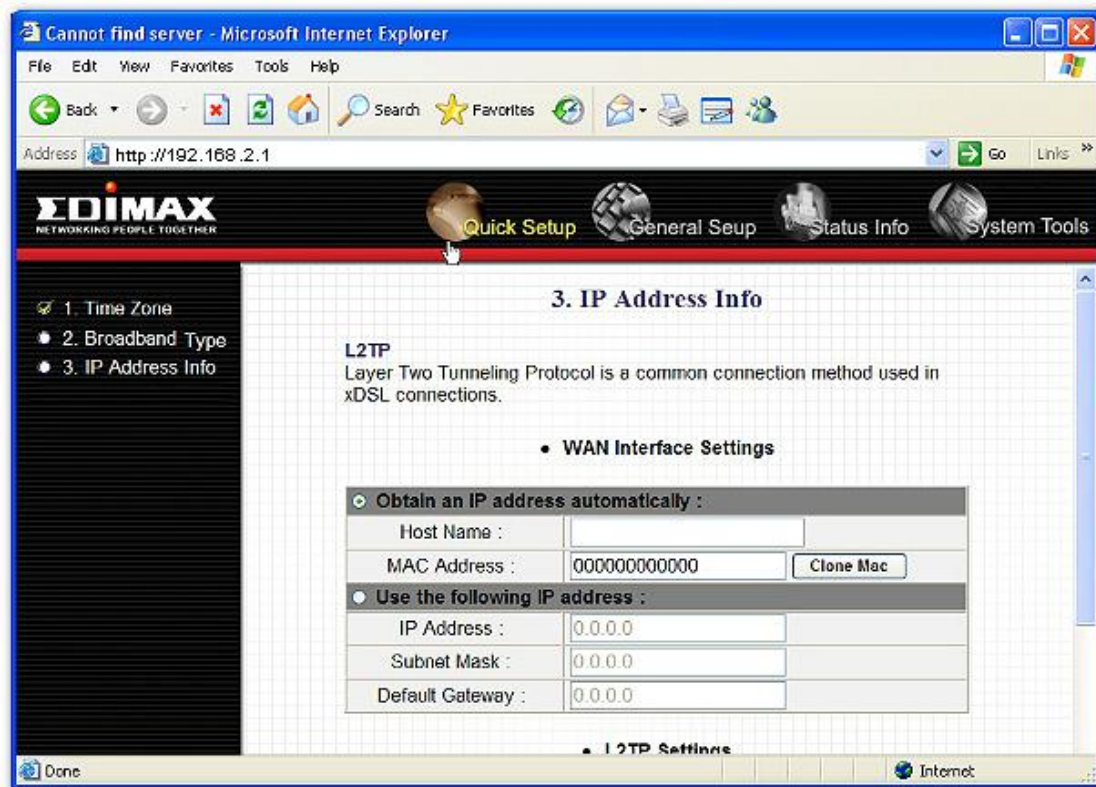 Cannot find server - Microsoft Internet Explorer
File Edit View Favorites Tools Help
Back Search Favorites
Address http://192.168.2.1 Go Links »
EDIMAX
NETWORKING PEOPLE TOGETHER
Quick Setup General Seup Status Info System Tools
1. Time Zone
2. Broadband Type
3. IP Address Info
3. IP Address Info
L2TP
Layer Two Tunneling Protocol is a common connection method used in
xDSL connections.
• WAN Interface Settings
Obtain an IP address automatically :
Host Name :
MAC Address : 000000000000 Clone Mac
Use the following IP address :
IP Address : 0.0.0.0
Subnet Mask : 0.0.0.0
Default Gateway : 0.0.0.0
• L2TP Settings
Done Internet